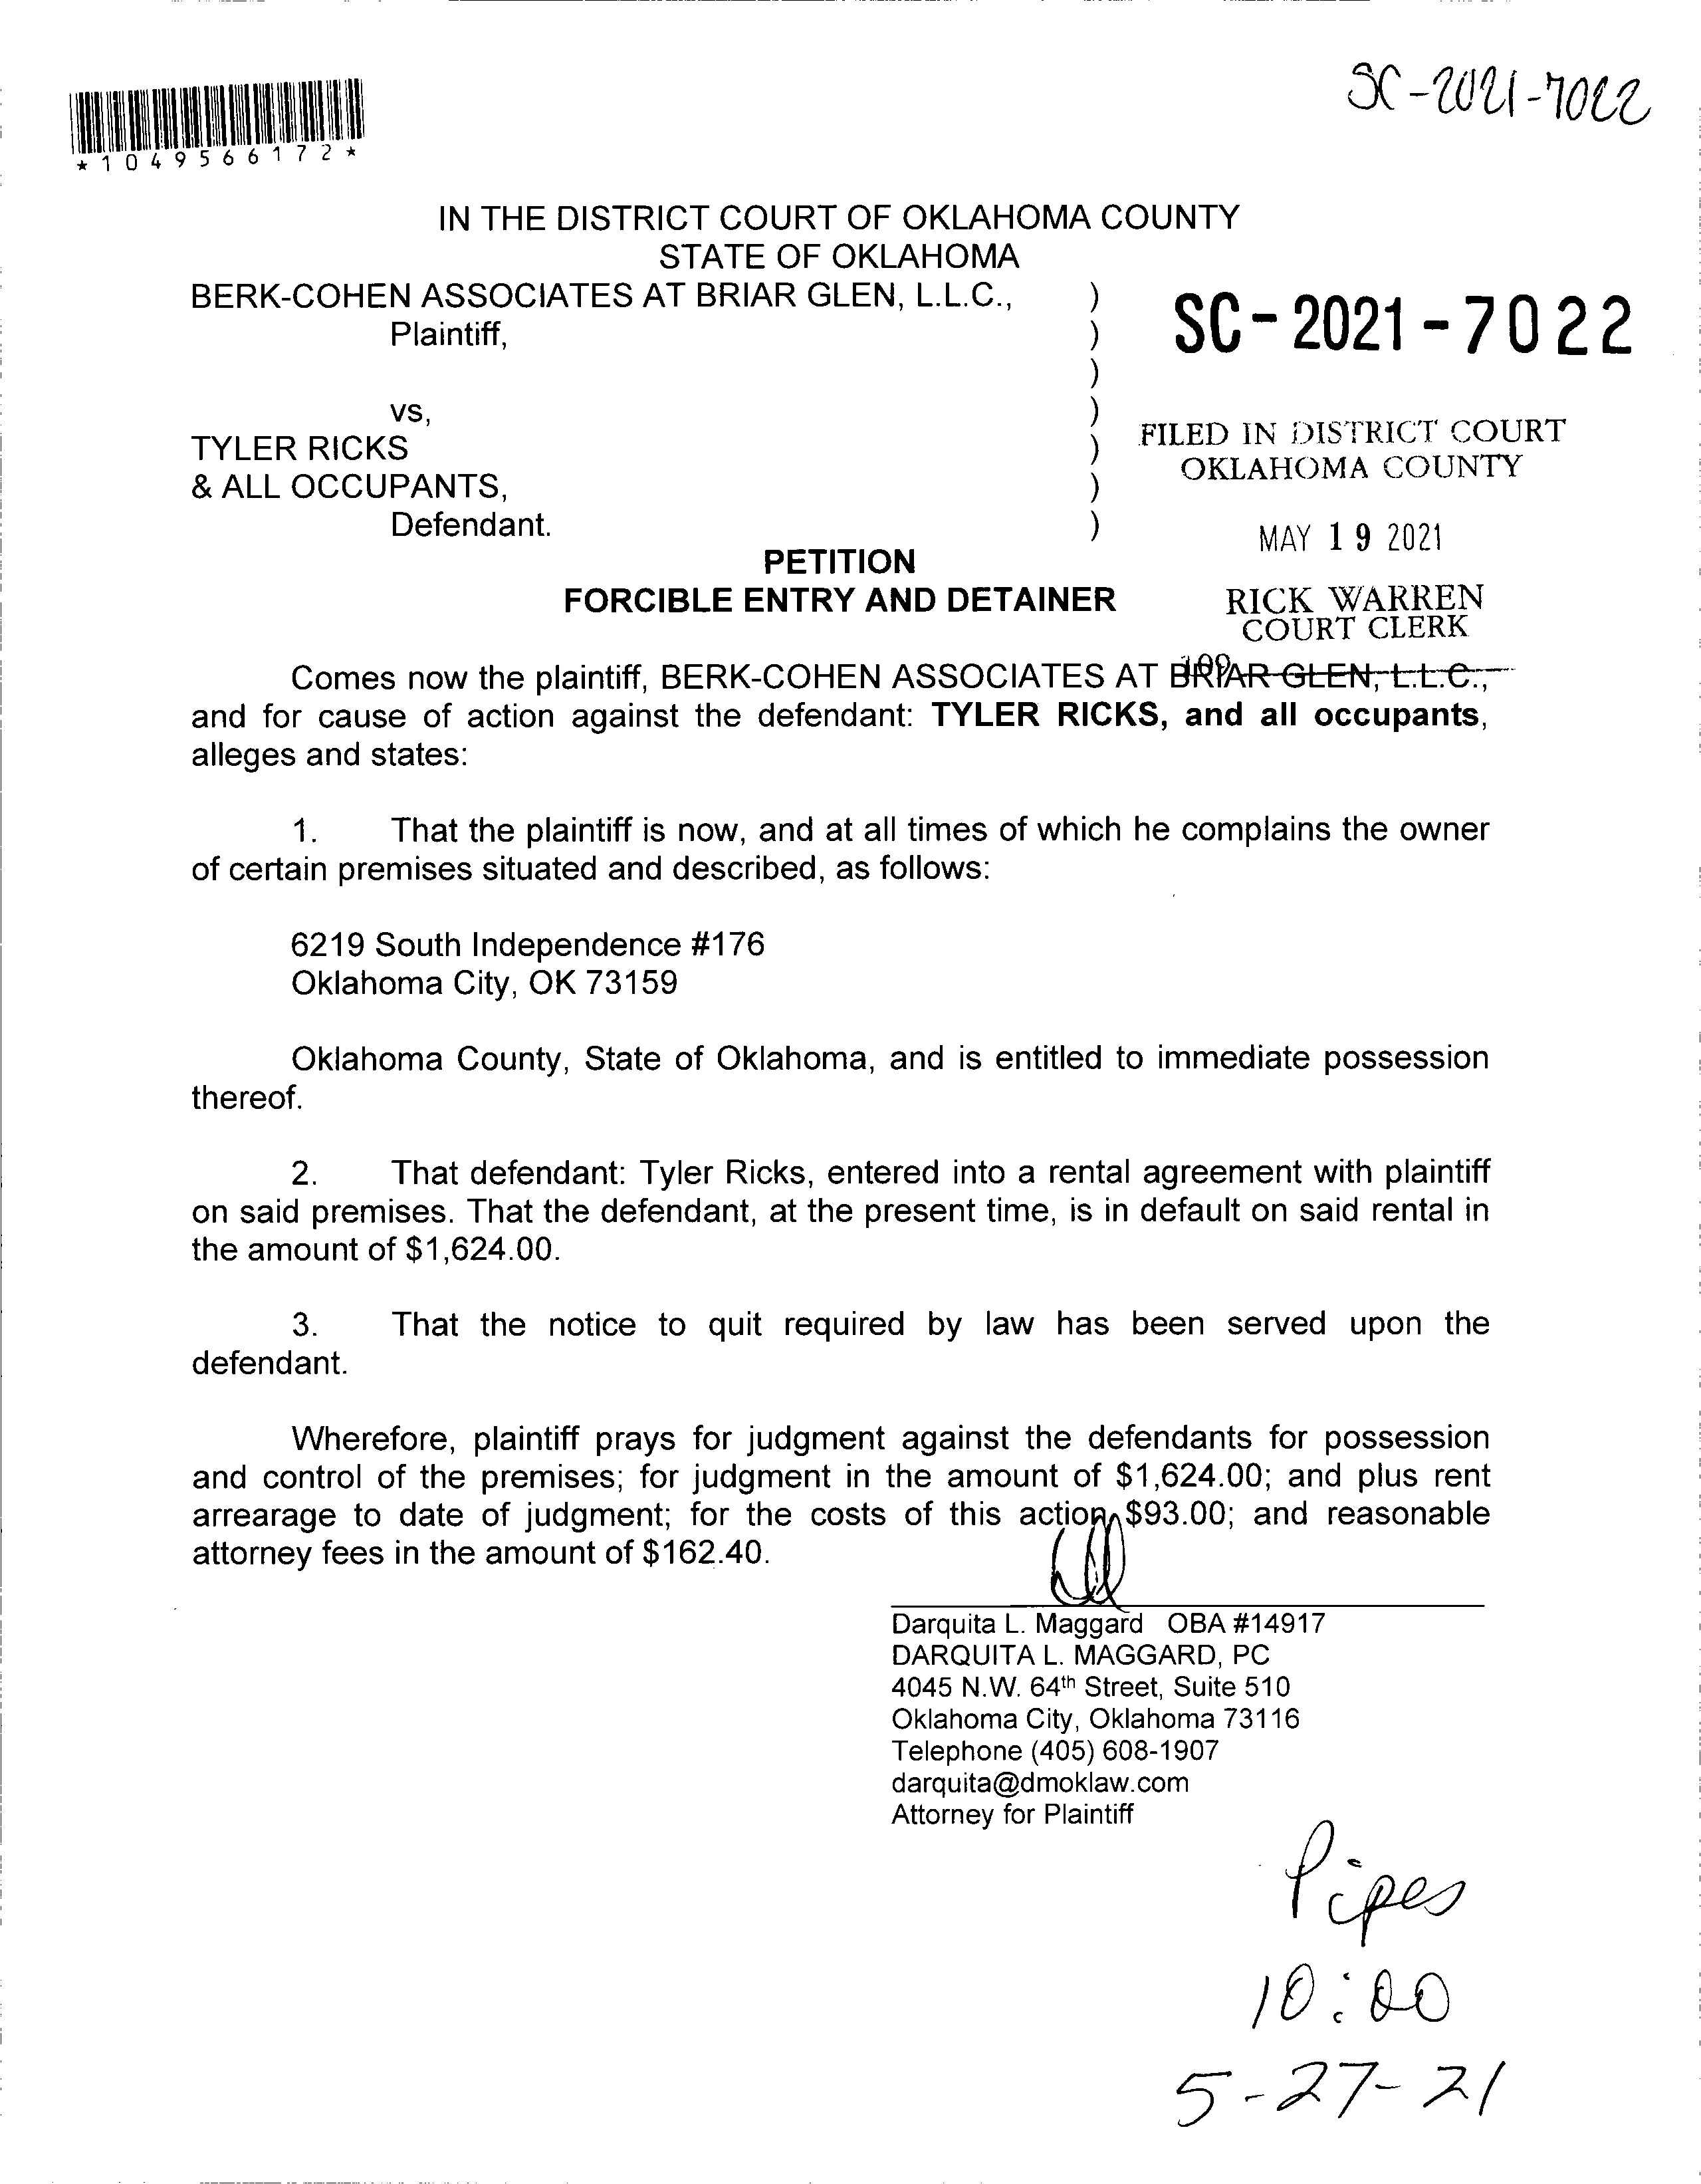 SC-2021-7022
*1049566172*
IN THE DISTRICT COURT OF OKLAHOMA COUNTY
STATE OF OKLAHOMA
BERK-COHEN ASSOCIATES AT BRIAR GLEN, L.L.C., )
Plaintiff, )
)
SC-2021-7022
vs, )
TYLER RICKS )
& ALL OCCUPANTS, )
Defendant. )
FILED IN DISTRICT COURT
OKLAHOMA COUNTY
MAY 19 2021
RICK WARREN
COURT CLERK
PETITION
FORCIBLE ENTRY AND DETAINER
109
Comes now the plaintiff, BERK-COHEN ASSOCIATES AT BRIAR GLEN, L.L.C.,
and for cause of action against the defendant: TYLER RICKS, and all occupants,
alleges and states:
1. That the plaintiff is now, and at all times of which he complains the owner
of certain premises situated and described, as follows:
6219 South Independence #176
Oklahoma City, OK 73159
Oklahoma County, State of Oklahoma, and is entitled to immediate possession
thereof.
2. That defendant: Tyler Ricks, entered into a rental agreement with plaintiff
on said premises. That the defendant, at the present time, is in default on said rental in
the amount of $1,624.00.
3. That the notice to quit required by law has been served upon the
defendant.
Wherefore, plaintiff prays for judgment against the defendants for possession
and control of the premises; for judgment in the amount of $1,624.00; and plus rent
arrearage to date of judgment; for the costs of this action $93.00; and reasonable
attorney fees in the amount of $162.40.
Darquita L. Maggard OBA #14917
DARQUITA L. MAGGARD, PC
4045 N.W. 64th Street, Suite 510
Oklahoma City, Oklahoma 73116
Telephone (405) 608-1907
darquita@dmoklaw.com
Attorney for Plaintiff
Pipes
10:00
5-27-21